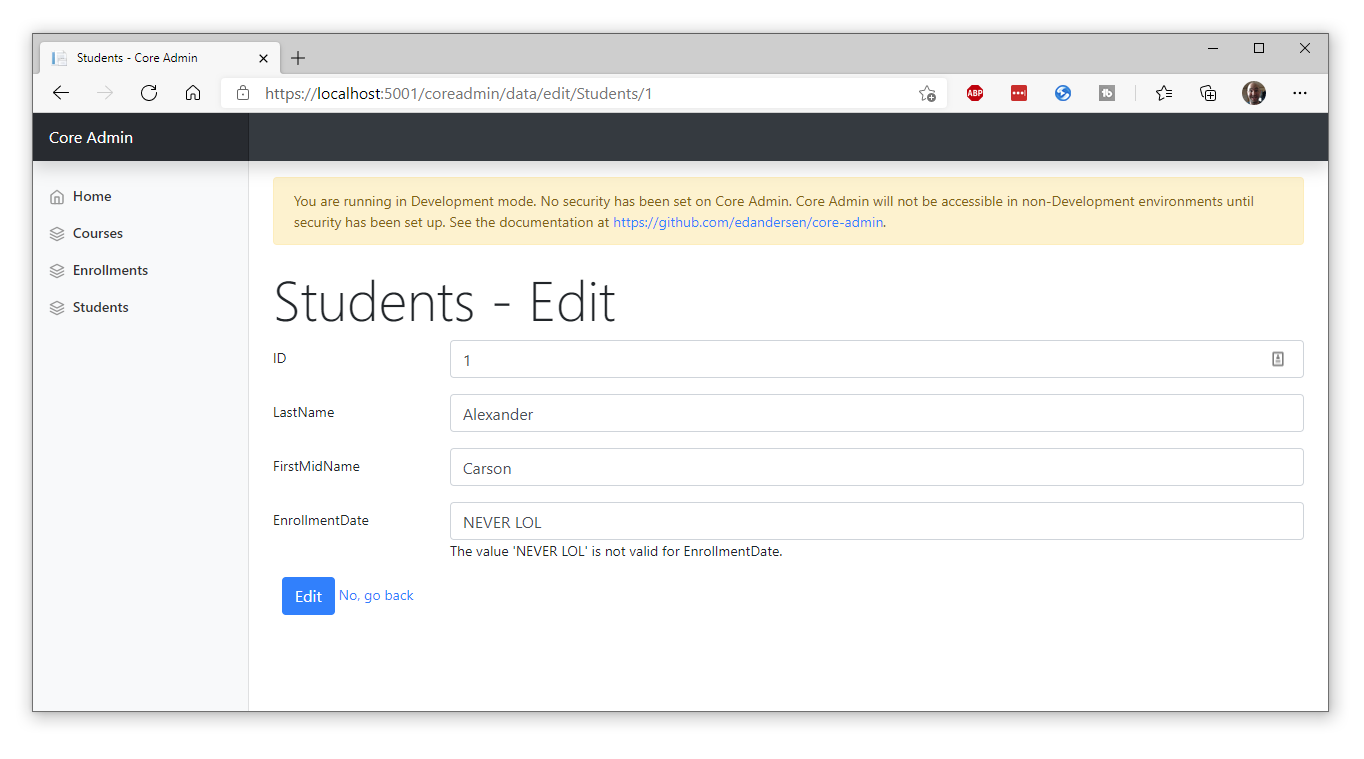 Students - Core Admin
https://localhost:5001/coreadmin/data/edit/Students/1
ABP
Core Admin
Home
Courses
Enrollments
Students
You are running in Development mode. No security has been set on Core Admin. Core Admin will not be accessible in non-Development environments until
security has been set up. See the documentation at https://github.com/edandersen/core-admin.
Students - Edit
ID
1
LastName
Alexander
FirstMidName
Carson
EnrollmentDate
NEVER LOL
The value 'NEVER LOL' is not valid for EnrollmentDate.
Edit No, go back